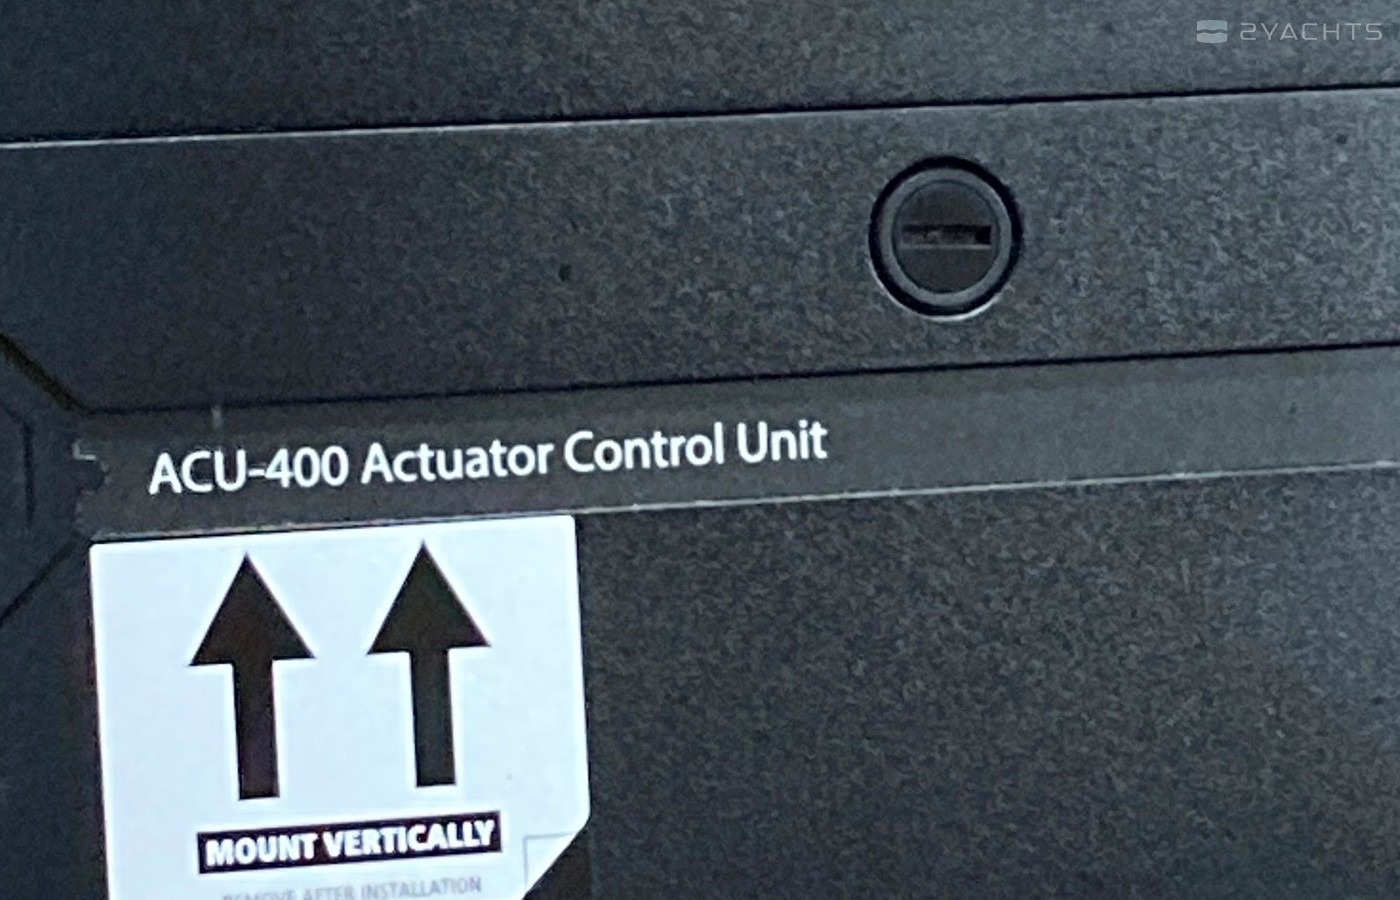 2YACHTS
ACU-400 Actuator Control Unit
MOUNT VERTICALLY
REMOVE AFTER INSTALLATION